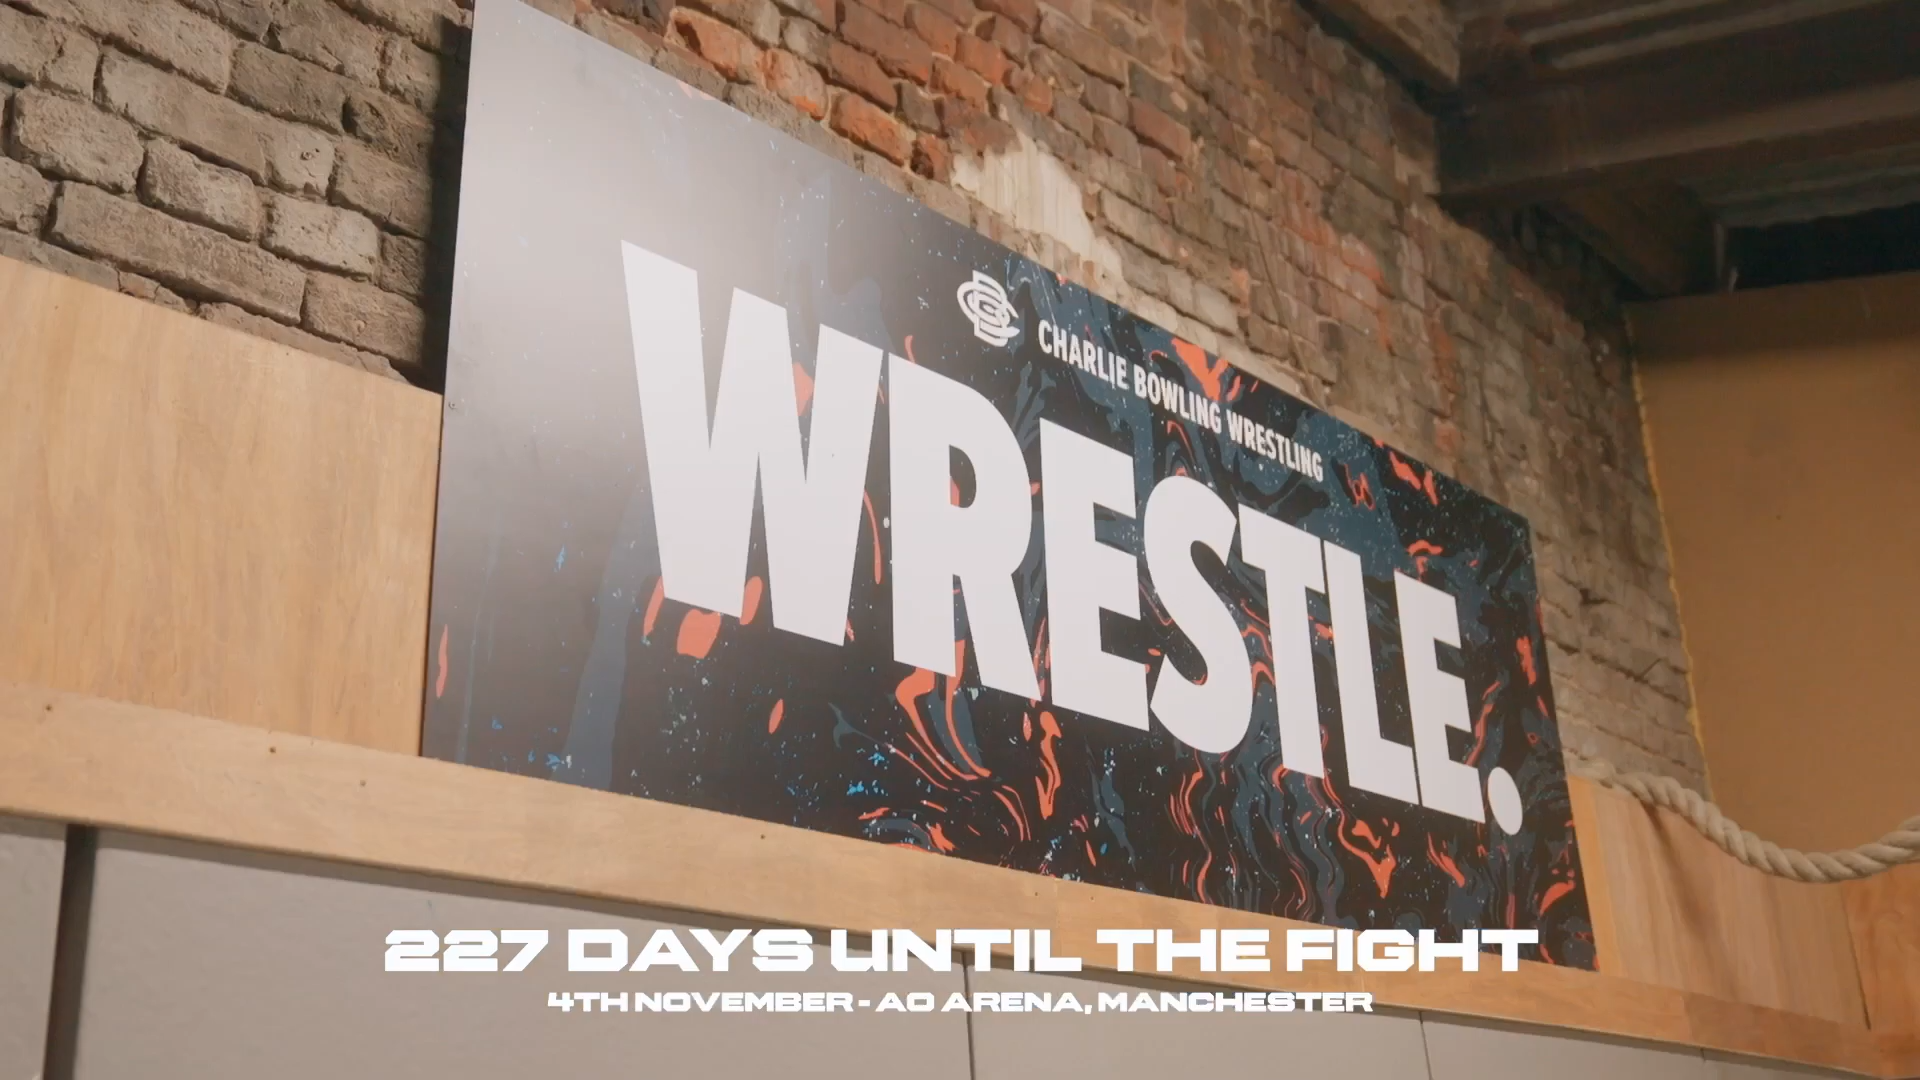 CHARLIE BOWLING WRESTLING
WRESTLE.
227 DAYS UNTIL THE FIGHT
4TH NOVEMBER - AO ARENA, MANCHESTER